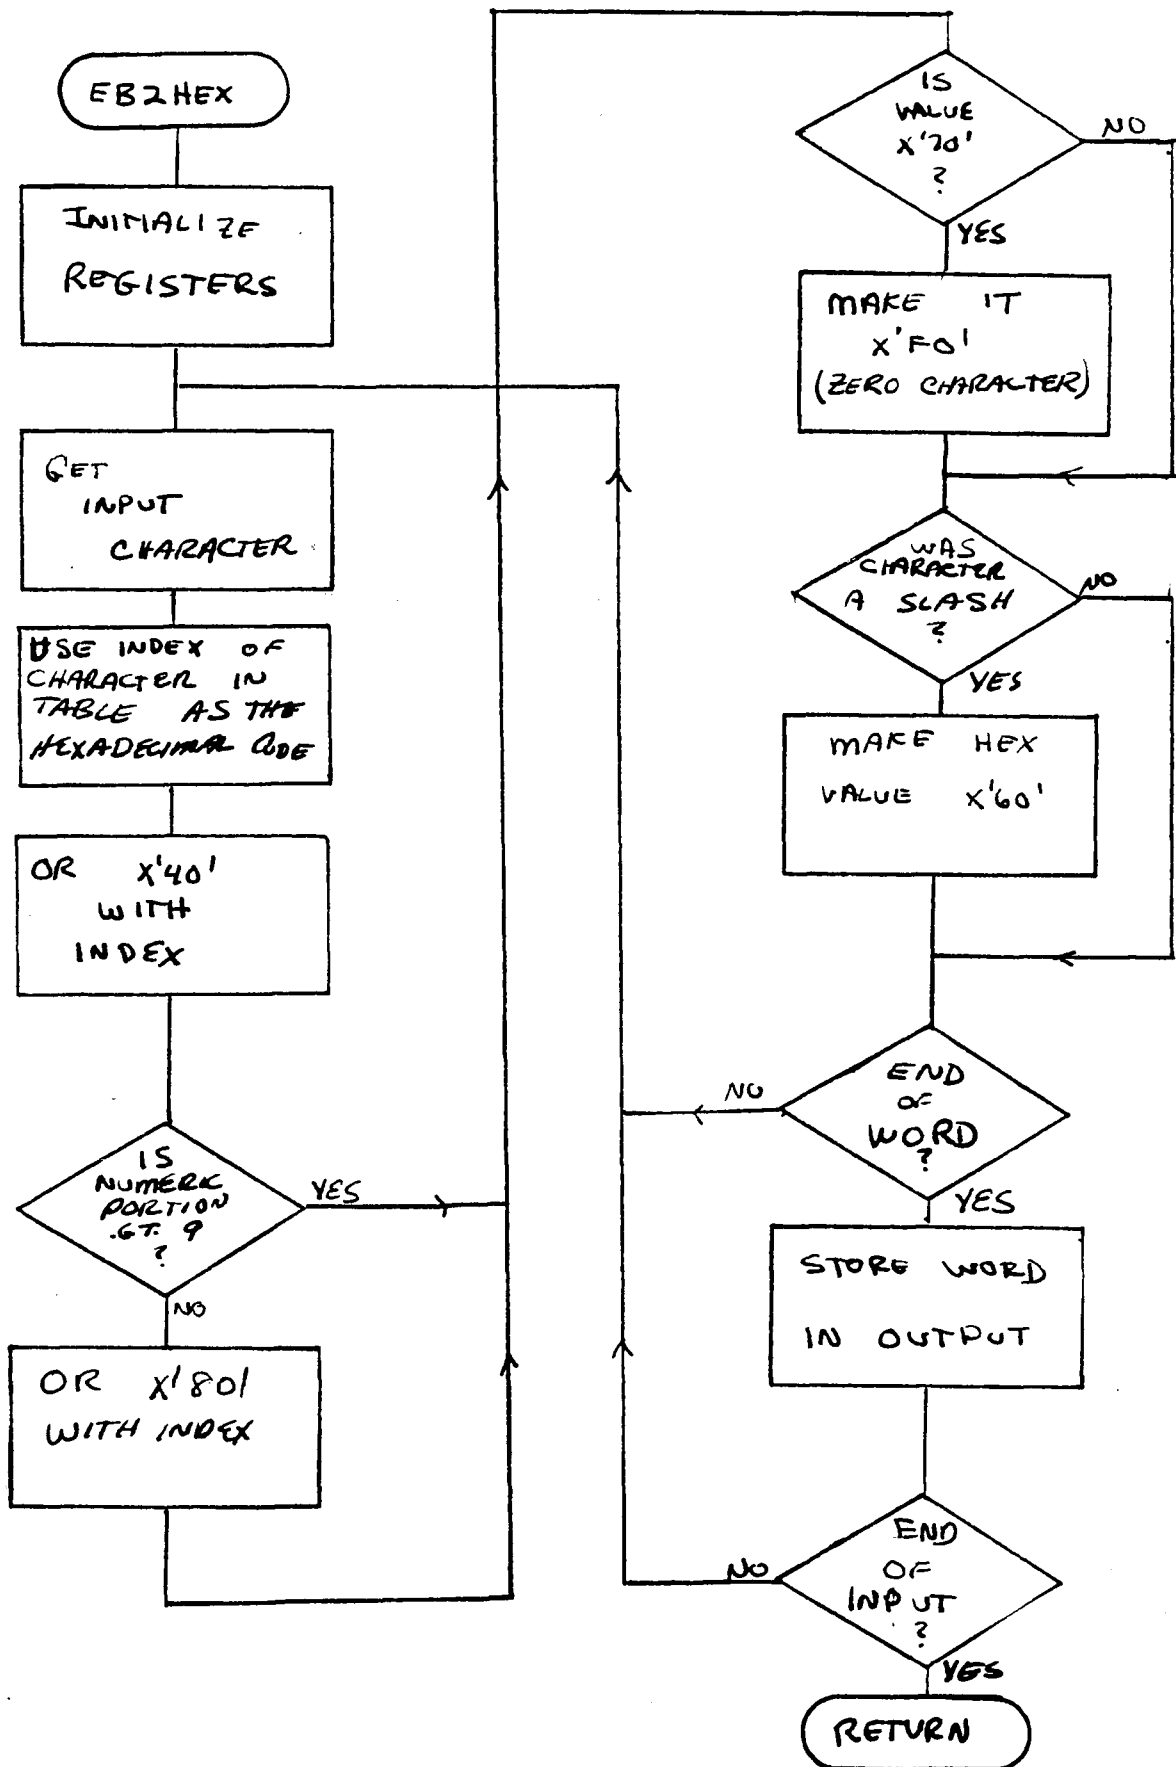 EB2HEX
INITIALIZE
REGISTERS
GET
INPUT
CHARACTER
USE INDEX OF
CHARACTER IN
TABLE AS THE
HEXADECIMAL CODE
OR X'40'
WITH
INDEX
IS
NUMERIC
PORTION
.GT. 9
?
YES
NO
OR X'80'
WITH INDEX
IS
VALUE
X'70'
?
NO
YES
MAKE IT
X'F0'
(ZERO CHARACTER)
WAS
CHARACTER
A SLASH
?
NO
YES
MAKE HEX
VALUE X'60'
END
OF
WORD
?
NO
YES
STORE WORD
IN OUTPUT
END
OF
INPUT
?
NO
YES
RETURN